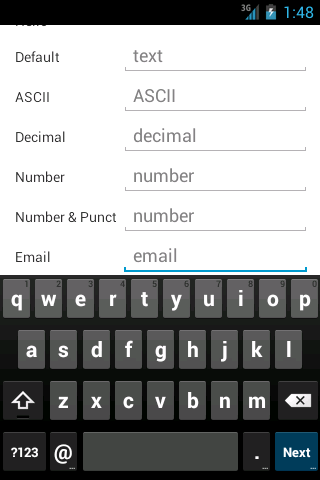 3G 1:48
Default text
ASCII ASCII
Decimal decimal
Number number
Number & Punct number
Email email
1 2 3 4 5 6 7 8 9 0
q w e r t y u i o p
a s d f g h j k l
z x c v b n m
?123 @ ... . ... Next ...